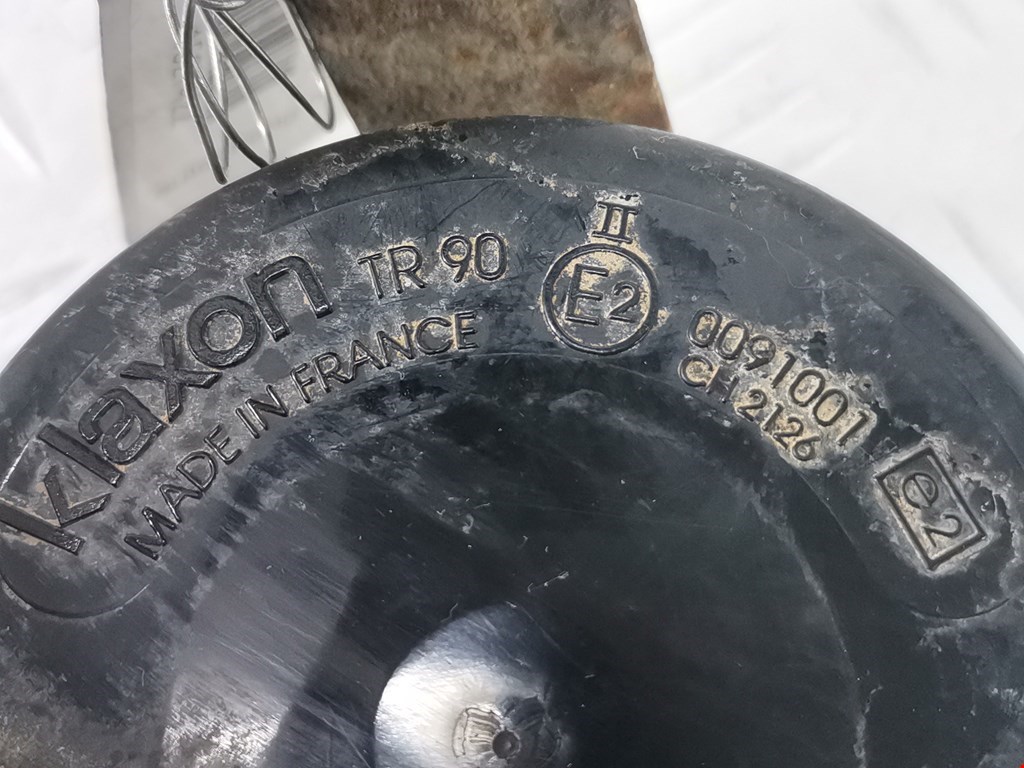 klaxon TR 90
MADE IN FRANCE
II
E2
0091001
CH 2126
e2